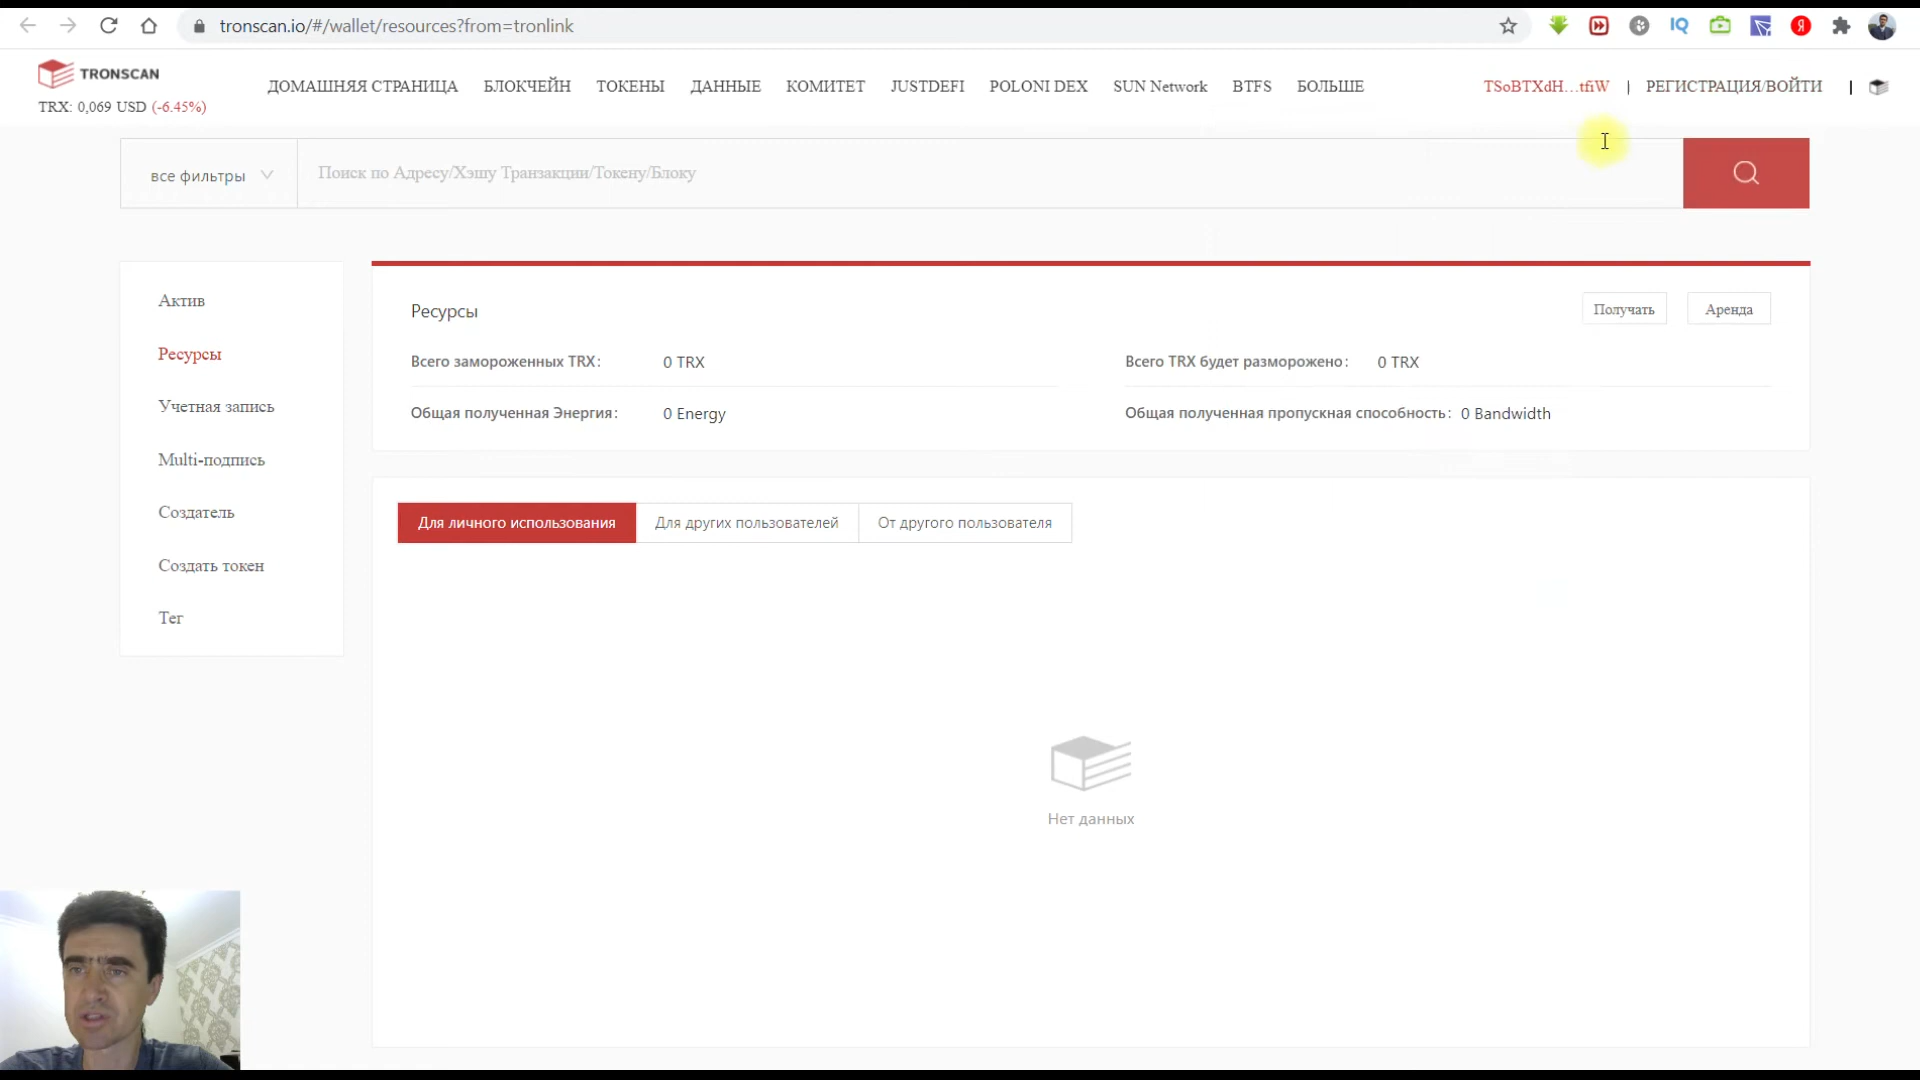 tronscan.io/#/wallet/resources?from=tronlink
IQ
Я
TRONSCAN
TRX: 0,069 USD (-6.45%)
ДОМАШНЯЯ СТРАНИЦА БЛОКЧЕЙН ТОКЕНЫ ДАННЫЕ КОМИТЕТ JUSTDEFI POLONI DEX SUN Network BTFS БОЛЬШЕ
TSoBTXdH...tfiW | РЕГИСТРАЦИЯ/ВОЙТИ |
все фильтры
Поиск по Адресу/Хэшу Транзакции/Токену/Блоку
Актив
Ресурсы
Учетная запись
Multi-подпись
Создатель
Создать токен
Тег
Ресурсы
Получать
Аренда
Всего замороженных TRX: 0 TRX
Всего TRX будет разморожено: 0 TRX
Общая полученная Энергия: 0 Energy
Общая полученная пропускная способность: 0 Bandwidth
Для личного использования
Для других пользователей
От другого пользователя
Нет данных